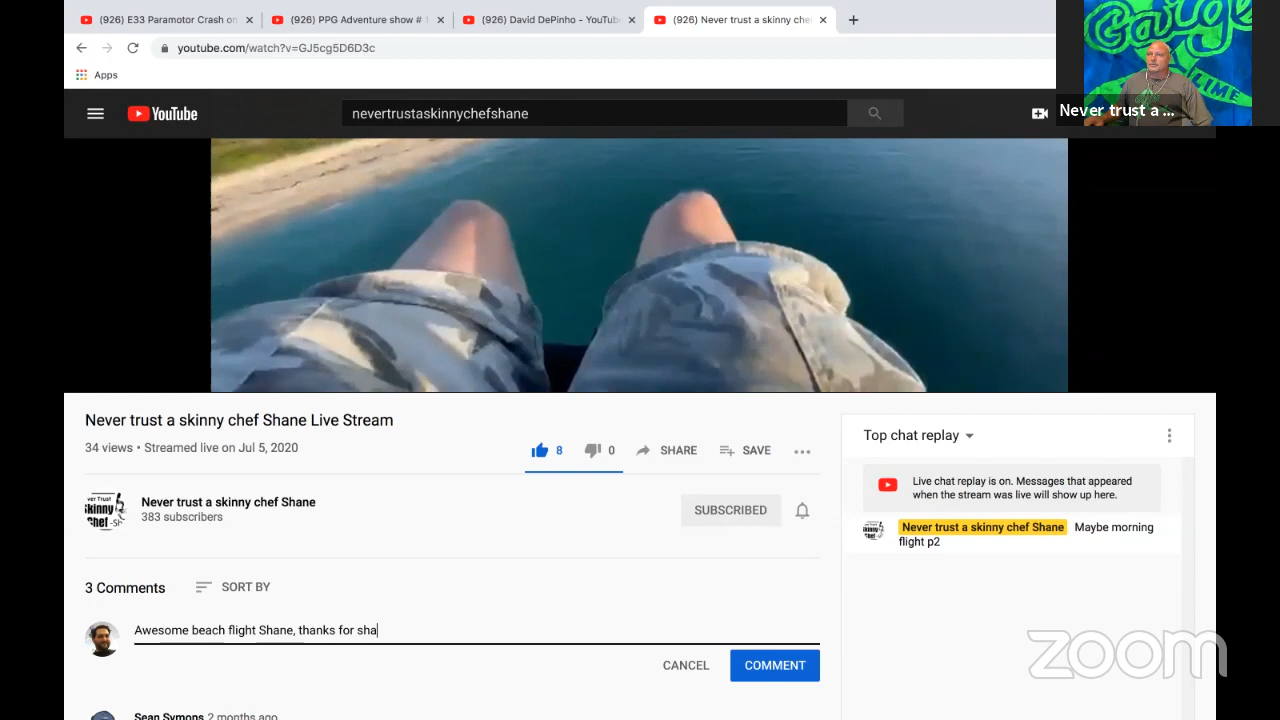 (926) E33 Paramotor Crash on
(926) PPG Adventure show #
(926) David DePinho - YouTube
(926) Never trust a skinny che
youtube.com/watch?v=GJ5cg5D6D3c
Apps
YouTube
nevertrustaskinnychefshane
Gargle
SLIME
Never trust a ...
Never trust a skinny chef Shane Live Stream
34 views • Streamed live on Jul 5, 2020
8
0
SHARE
SAVE
Never trust a skinny chef Shane
383 subscribers
SUBSCRIBED
3 Comments
SORT BY
Awesome beach flight Shane, thanks for sha
CANCEL
COMMENT
Sean Symons 2 months ago
Top chat replay
Live chat replay is on. Messages that appeared
when the stream was live will show up here.
Never trust a skinny chef Shane Maybe morning
flight p2
zoom